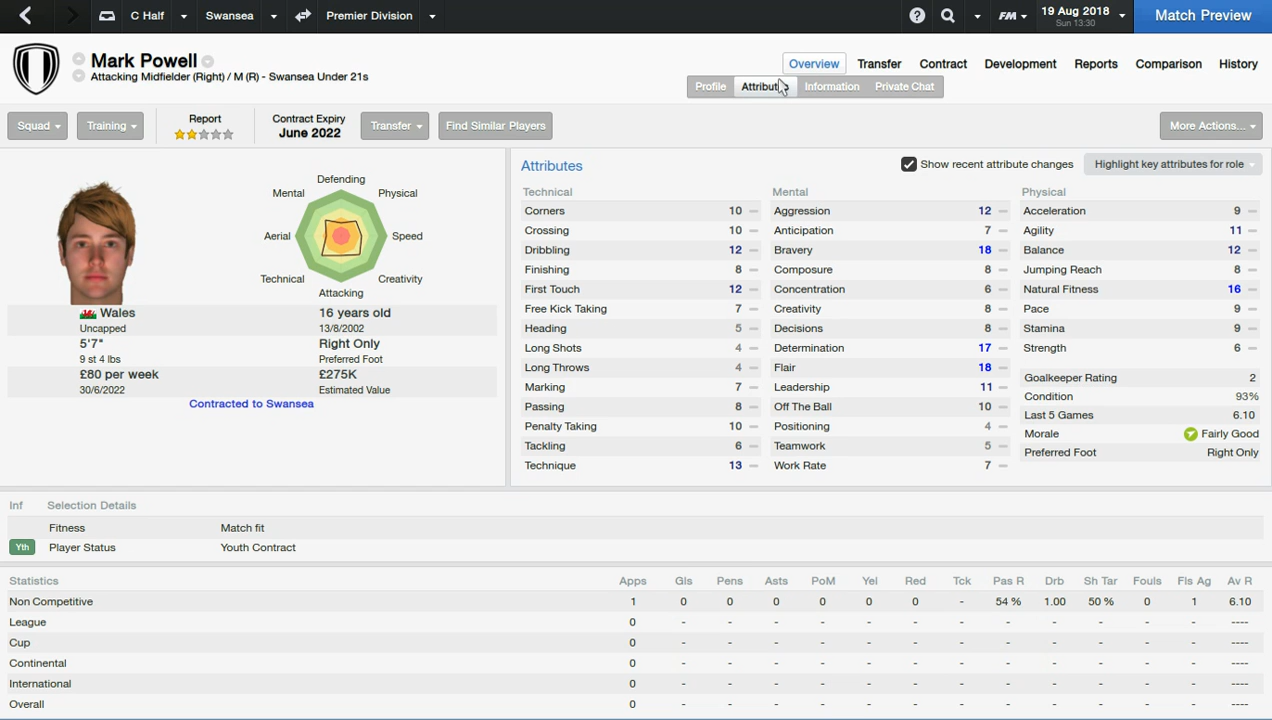 C Half Swansea Premier Division FM 19 Aug 2018 Sun 13:30 Match Preview
Mark Powell
Attacking Midfielder (Right) / M (R) - Swansea Under 21s
Overview Transfer Contract Development Reports Comparison History
Profile Information Private Chat
Squad Training Report Contract Expiry June 2022 Transfer Find Similar Players More Actions...
Attributes Show recent attribute changes Highlight key attributes for role
Defending
Mental Physical
Aerial Speed
Technical Creativity
Attacking
Wales 16 years old
Uncapped 13/8/2002
5'7" Right Only
9 st 4 lbs Preferred Foot
£80 per week £275K
30/6/2022 Estimated Value
Contracted to Swansea
Technical Mental Physical
Corners 10 Aggression 12 Acceleration 9
Crossing 10 Anticipation 7 Agility 11
Dribbling 12 Bravery 18 Balance 12
Finishing 8 Composure 8 Jumping Reach 8
First Touch 12 Concentration 6 Natural Fitness 16
Free Kick Taking 7 Creativity 8 Pace 9
Heading 5 Decisions 8 Stamina 9
Long Shots 4 Determination 17 Strength 6
Long Throws 4 Flair 18 Goalkeeper Rating 2
Marking 7 Leadership 11 Condition 93%
Passing 8 Off The Ball 10 Last 5 Games 6.10
Penalty Taking 10 Positioning 4 Morale Fairly Good
Tackling 6 Teamwork 5 Preferred Foot Right Only
Technique 13 Work Rate 7
Inf Selection Details
Fitness Match fit
Yth Player Status Youth Contract
Statistics Apps Gls Pens Asts PoM Yel Red Tck Pas R Drb Sh Tar Fouls Fls Ag Av R
Non Competitive 1 0 0 0 0 0 0 - 54 % 1.00 50 % 0 1 6.10
League 0 - - - - - - - - - - - - ----
Cup 0 - - - - - - - - - - - - ----
Continental 0 - - - - - - - - - - - - ----
International 0 - - - - - - - - - - - - ----
Overall 0 - - - - - - - - - - - - ----